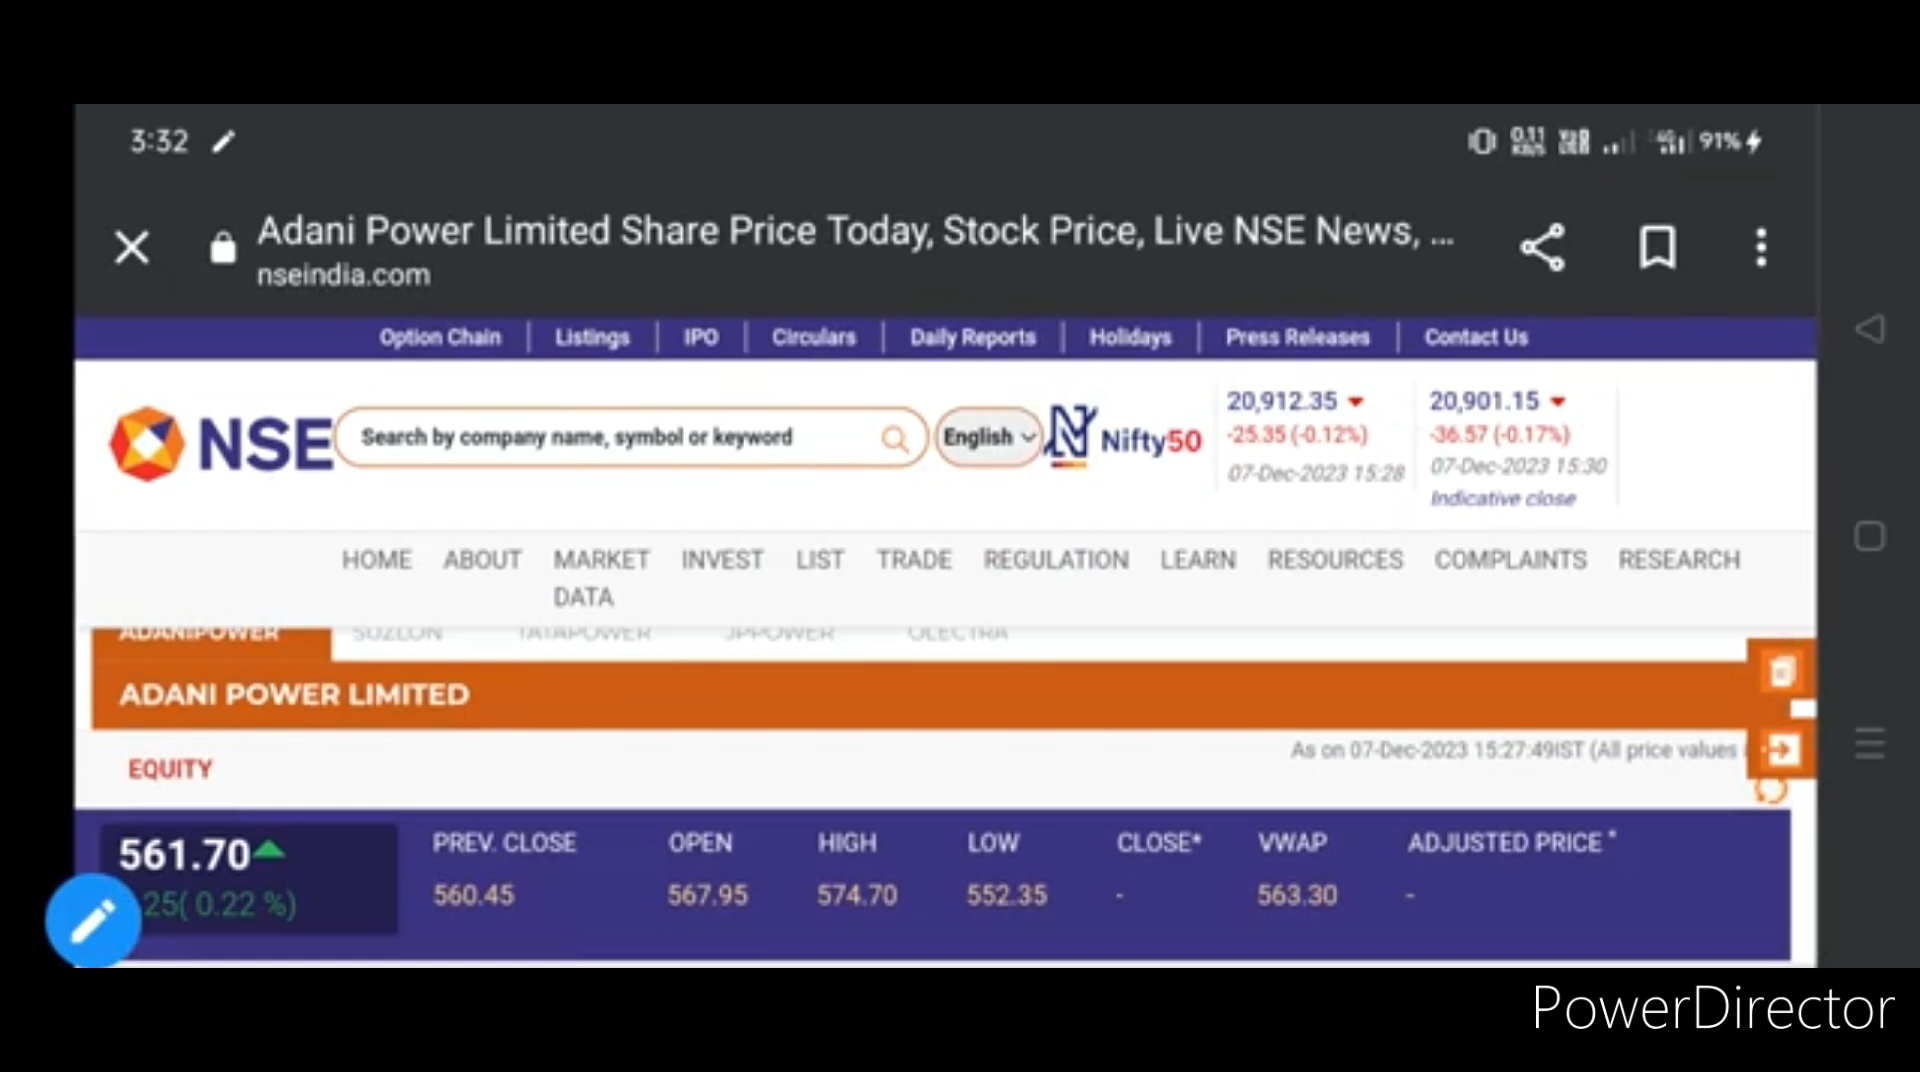 3:32
91%
Adani Power Limited Share Price Today, Stock Price, Live NSE News, ...
nseindia.com
Option Chain | Listings | IPO | Circulars | Daily Reports | Holidays | Press Releases | Contact Us
NSE
Search by company name, symbol or keyword
English
Nifty50
20,912.35
-25.35 (-0.12%)
07-Dec-2023 15:28
20,901.15
-36.57 (-0.17%)
07-Dec-2023 15:30
Indicative close
HOME ABOUT MARKET DATA INVEST LIST TRADE REGULATION LEARN RESOURCES COMPLAINTS RESEARCH
ADANIPOWER SUZLON TATAPOWER JPPOWER OLECTRA
ADANI POWER LIMITED
EQUITY
As on 07-Dec-2023 15:27:49IST (All price values
561.70
25( 0.22 %)
PREV. CLOSE OPEN HIGH LOW CLOSE* VWAP ADJUSTED PRICE *
560.45 567.95 574.70 552.35 - 563.30 -
PowerDirector